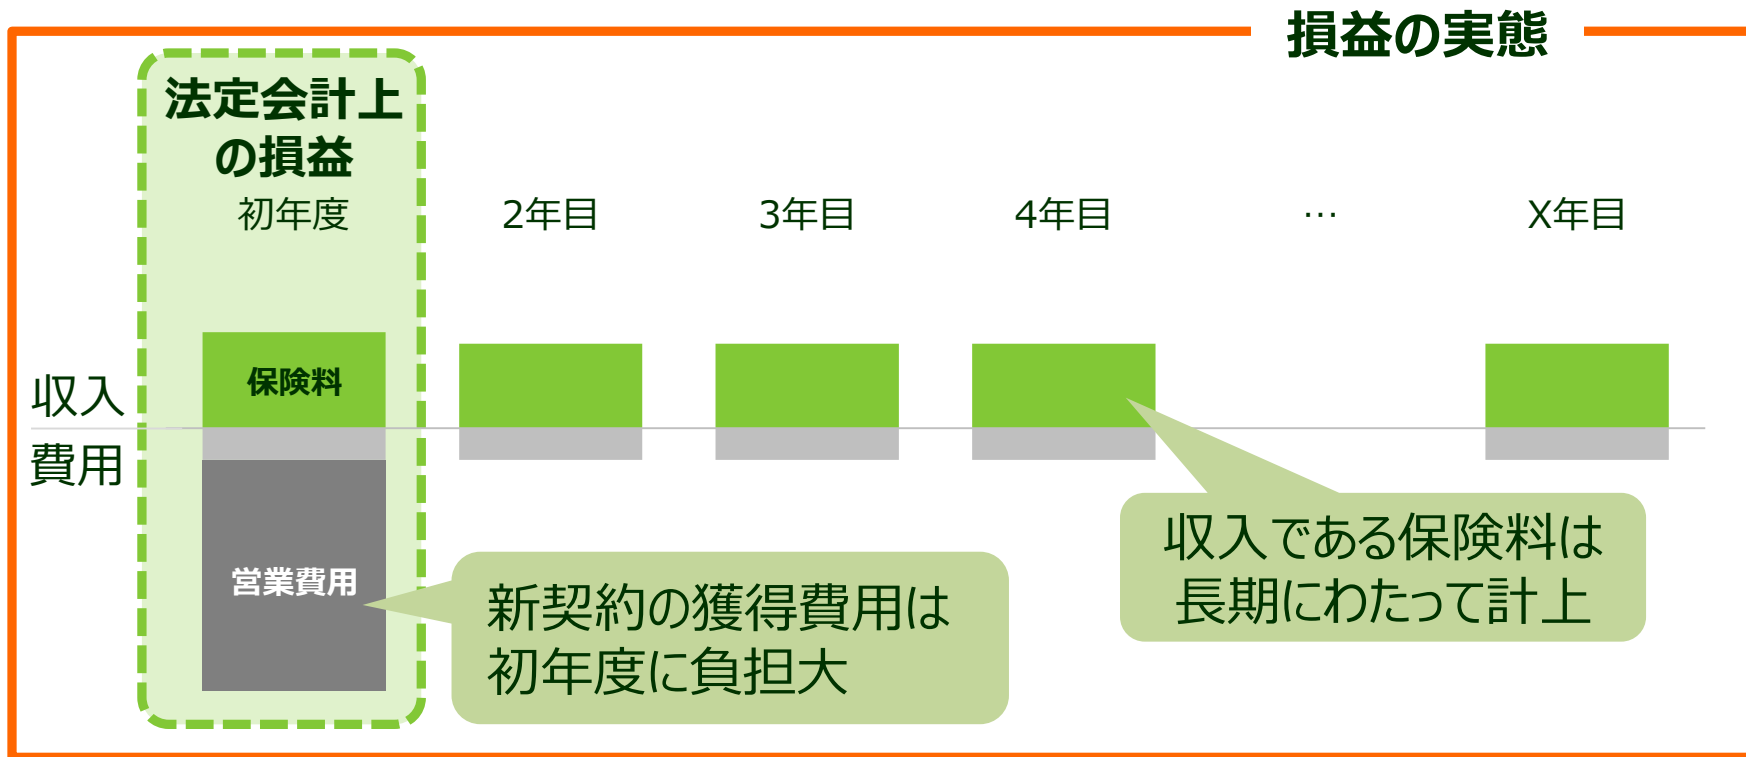 損益の実態
法定会計上
の損益
初年度
2年目
3年目
4年目
…
X年目
保険料
収入
費用
営業費用
新契約の獲得費用は
初年度に負担大
収入である保険料は
長期にわたって計上